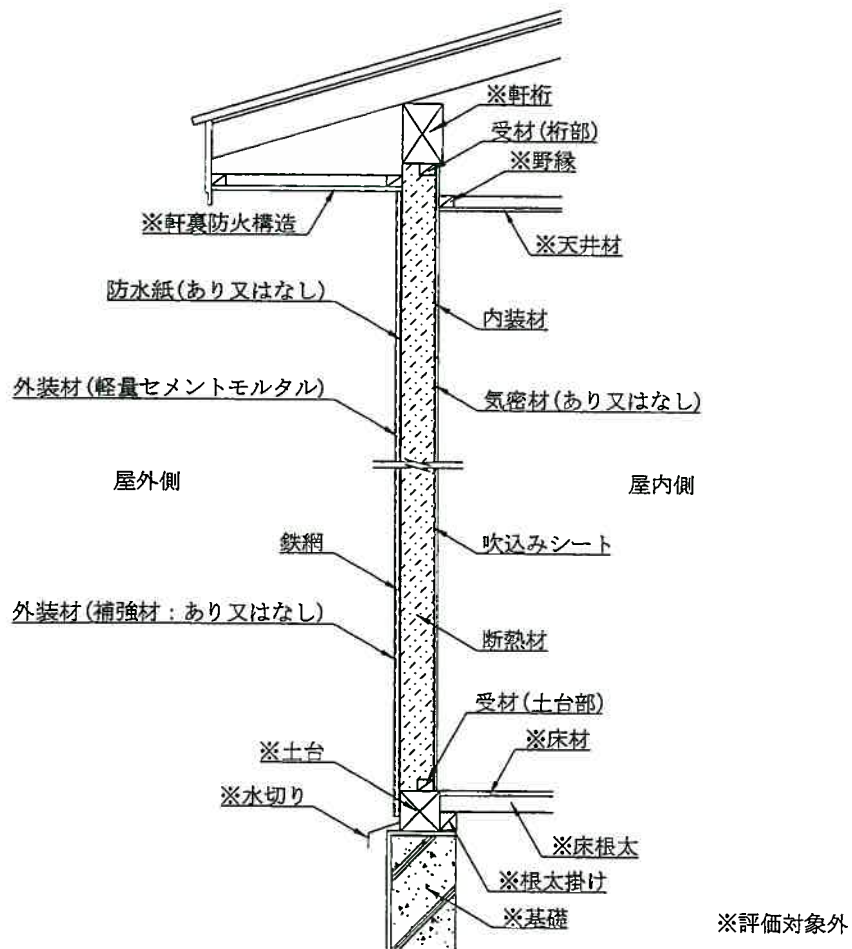 ※軒桁
受材(桁部)
※野縁
※軒裏防火構造
※天井材
防水紙(あり又はなし)
内装材
外装材(軽量セメントモルタル)
気密材(あり又はなし)
屋外側
屋内側
鉄網
吹込みシート
外装材(補強材：あり又はなし)
断熱材
受材(土台部)
※土台
※床材
※水切り
※床根太
※根太掛け
※基礎
※評価対象外